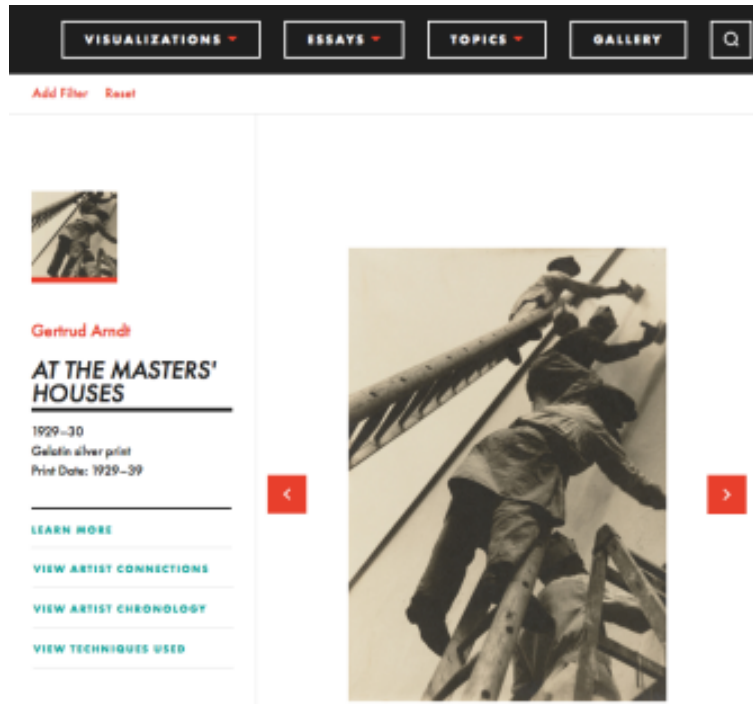 VISUALIZATIONS
ESSAYS
TOPICS
GALLERY
Add Filter Reset
Gertrud Arndt
AT THE MASTERS'
HOUSES
1929–30
Gelatin silver print
Print Date: 1929–39
LEARN MORE
VIEW ARTIST CONNECTIONS
VIEW ARTIST CHRONOLOGY
VIEW TECHNIQUES USED